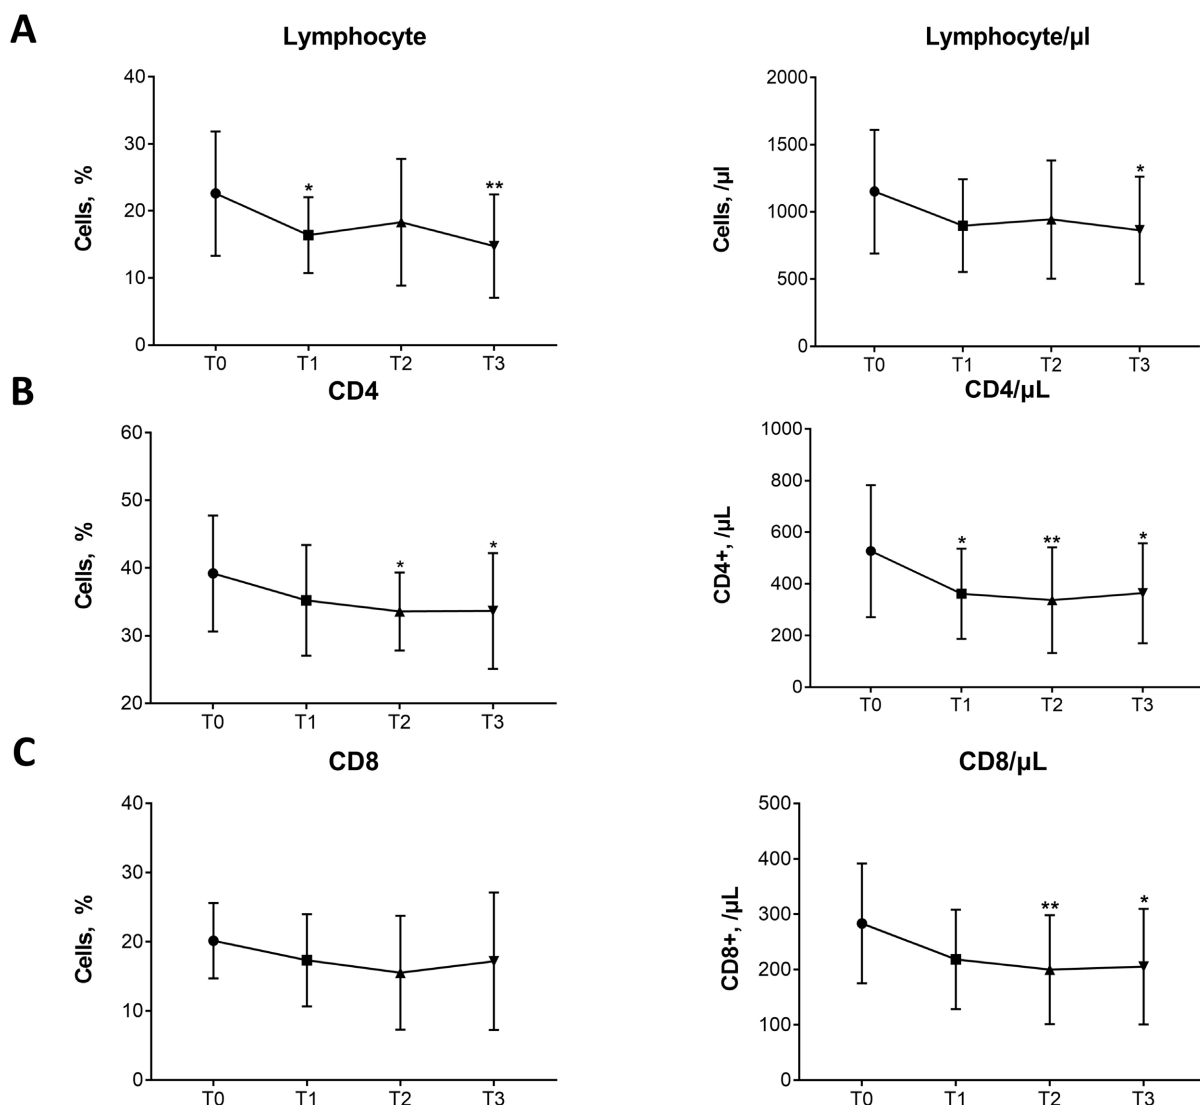 A
Lymphocyte
Cells, %
40
30
20
10
0
*
**
T0 T1 T2 T3
Lymphocyte/µl
Cells, /µl
2000
1500
1000
500
0
*
T0 T1 T2 T3
B
CD4
Cells, %
60
50
40
30
20
*
*
T0 T1 T2 T3
CD4/µL
CD4+, /µL
1000
800
600
400
200
0
*
**
*
T0 T1 T2 T3
C
CD8
Cells, %
40
30
20
10
0
T0 T1 T2 T3
CD8/µL
CD8+, /µL
500
400
300
200
100
0
**
*
T0 T1 T2 T3